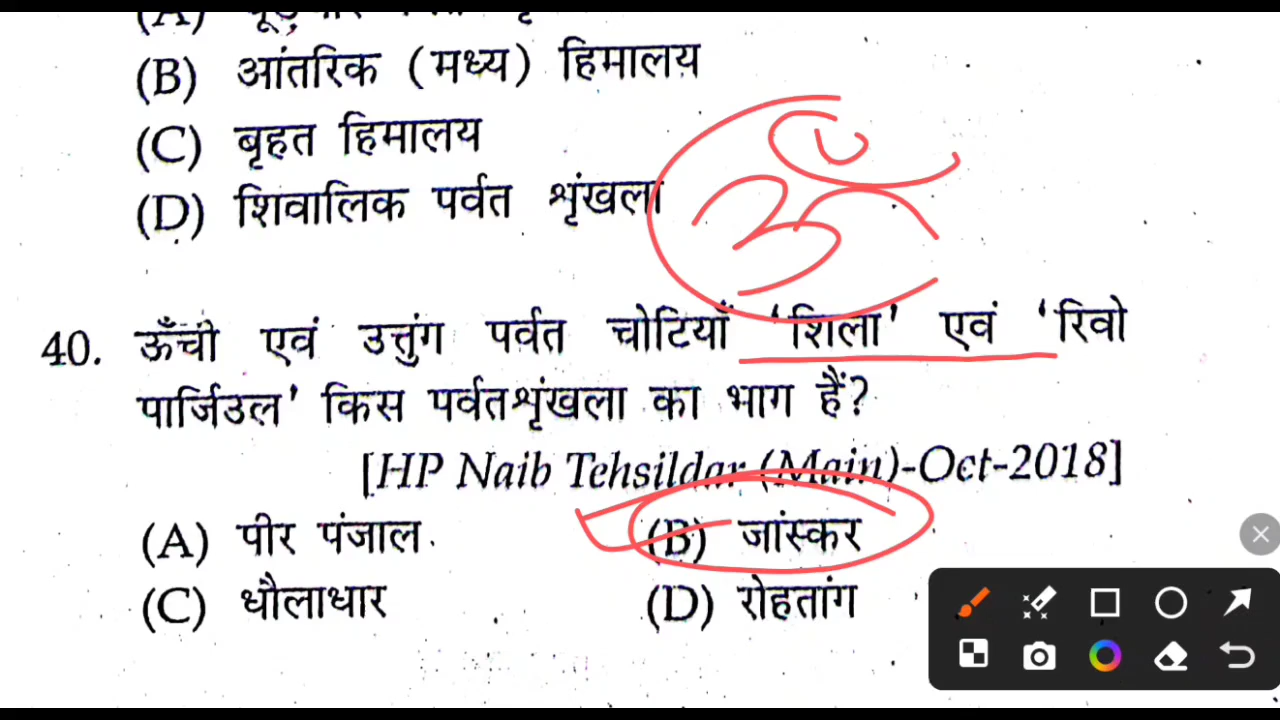 (B) आंतरिक (मध्य) हिमालय
(C) बृहत हिमालय
(D) शिवालिक पर्वत शृंखला
ॐ
40. ऊँची एवं उत्तुंग पर्वत चोटियाँ ‘शिला’ एवं ‘रिवो
पार्जिउल’ किस पर्वतशृंखला का भाग हैं?
[HP Naib Tehsildar (Main)-Oct-2018]
(A) पीर पंजाल
(B) जांस्कर
(C) धौलाधार
(D) रोहतांग